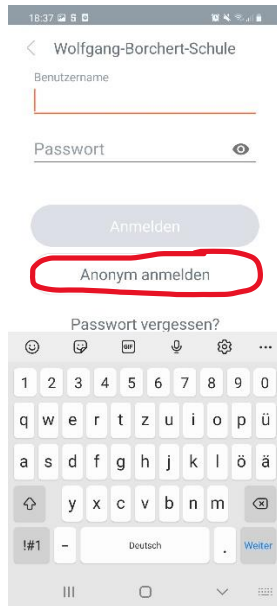 18:37
Wolfgang-Borchert-Schule
Benutzername
Passwort
Anmelden
Anonym anmelden
Passwort vergessen?
GIF
1 2 3 4 5 6 7 8 9 0
q w e r t z u i o p ü
a s d f g h j k l ö ä
y x c v b n m
!#1 - Deutsch . Weiter